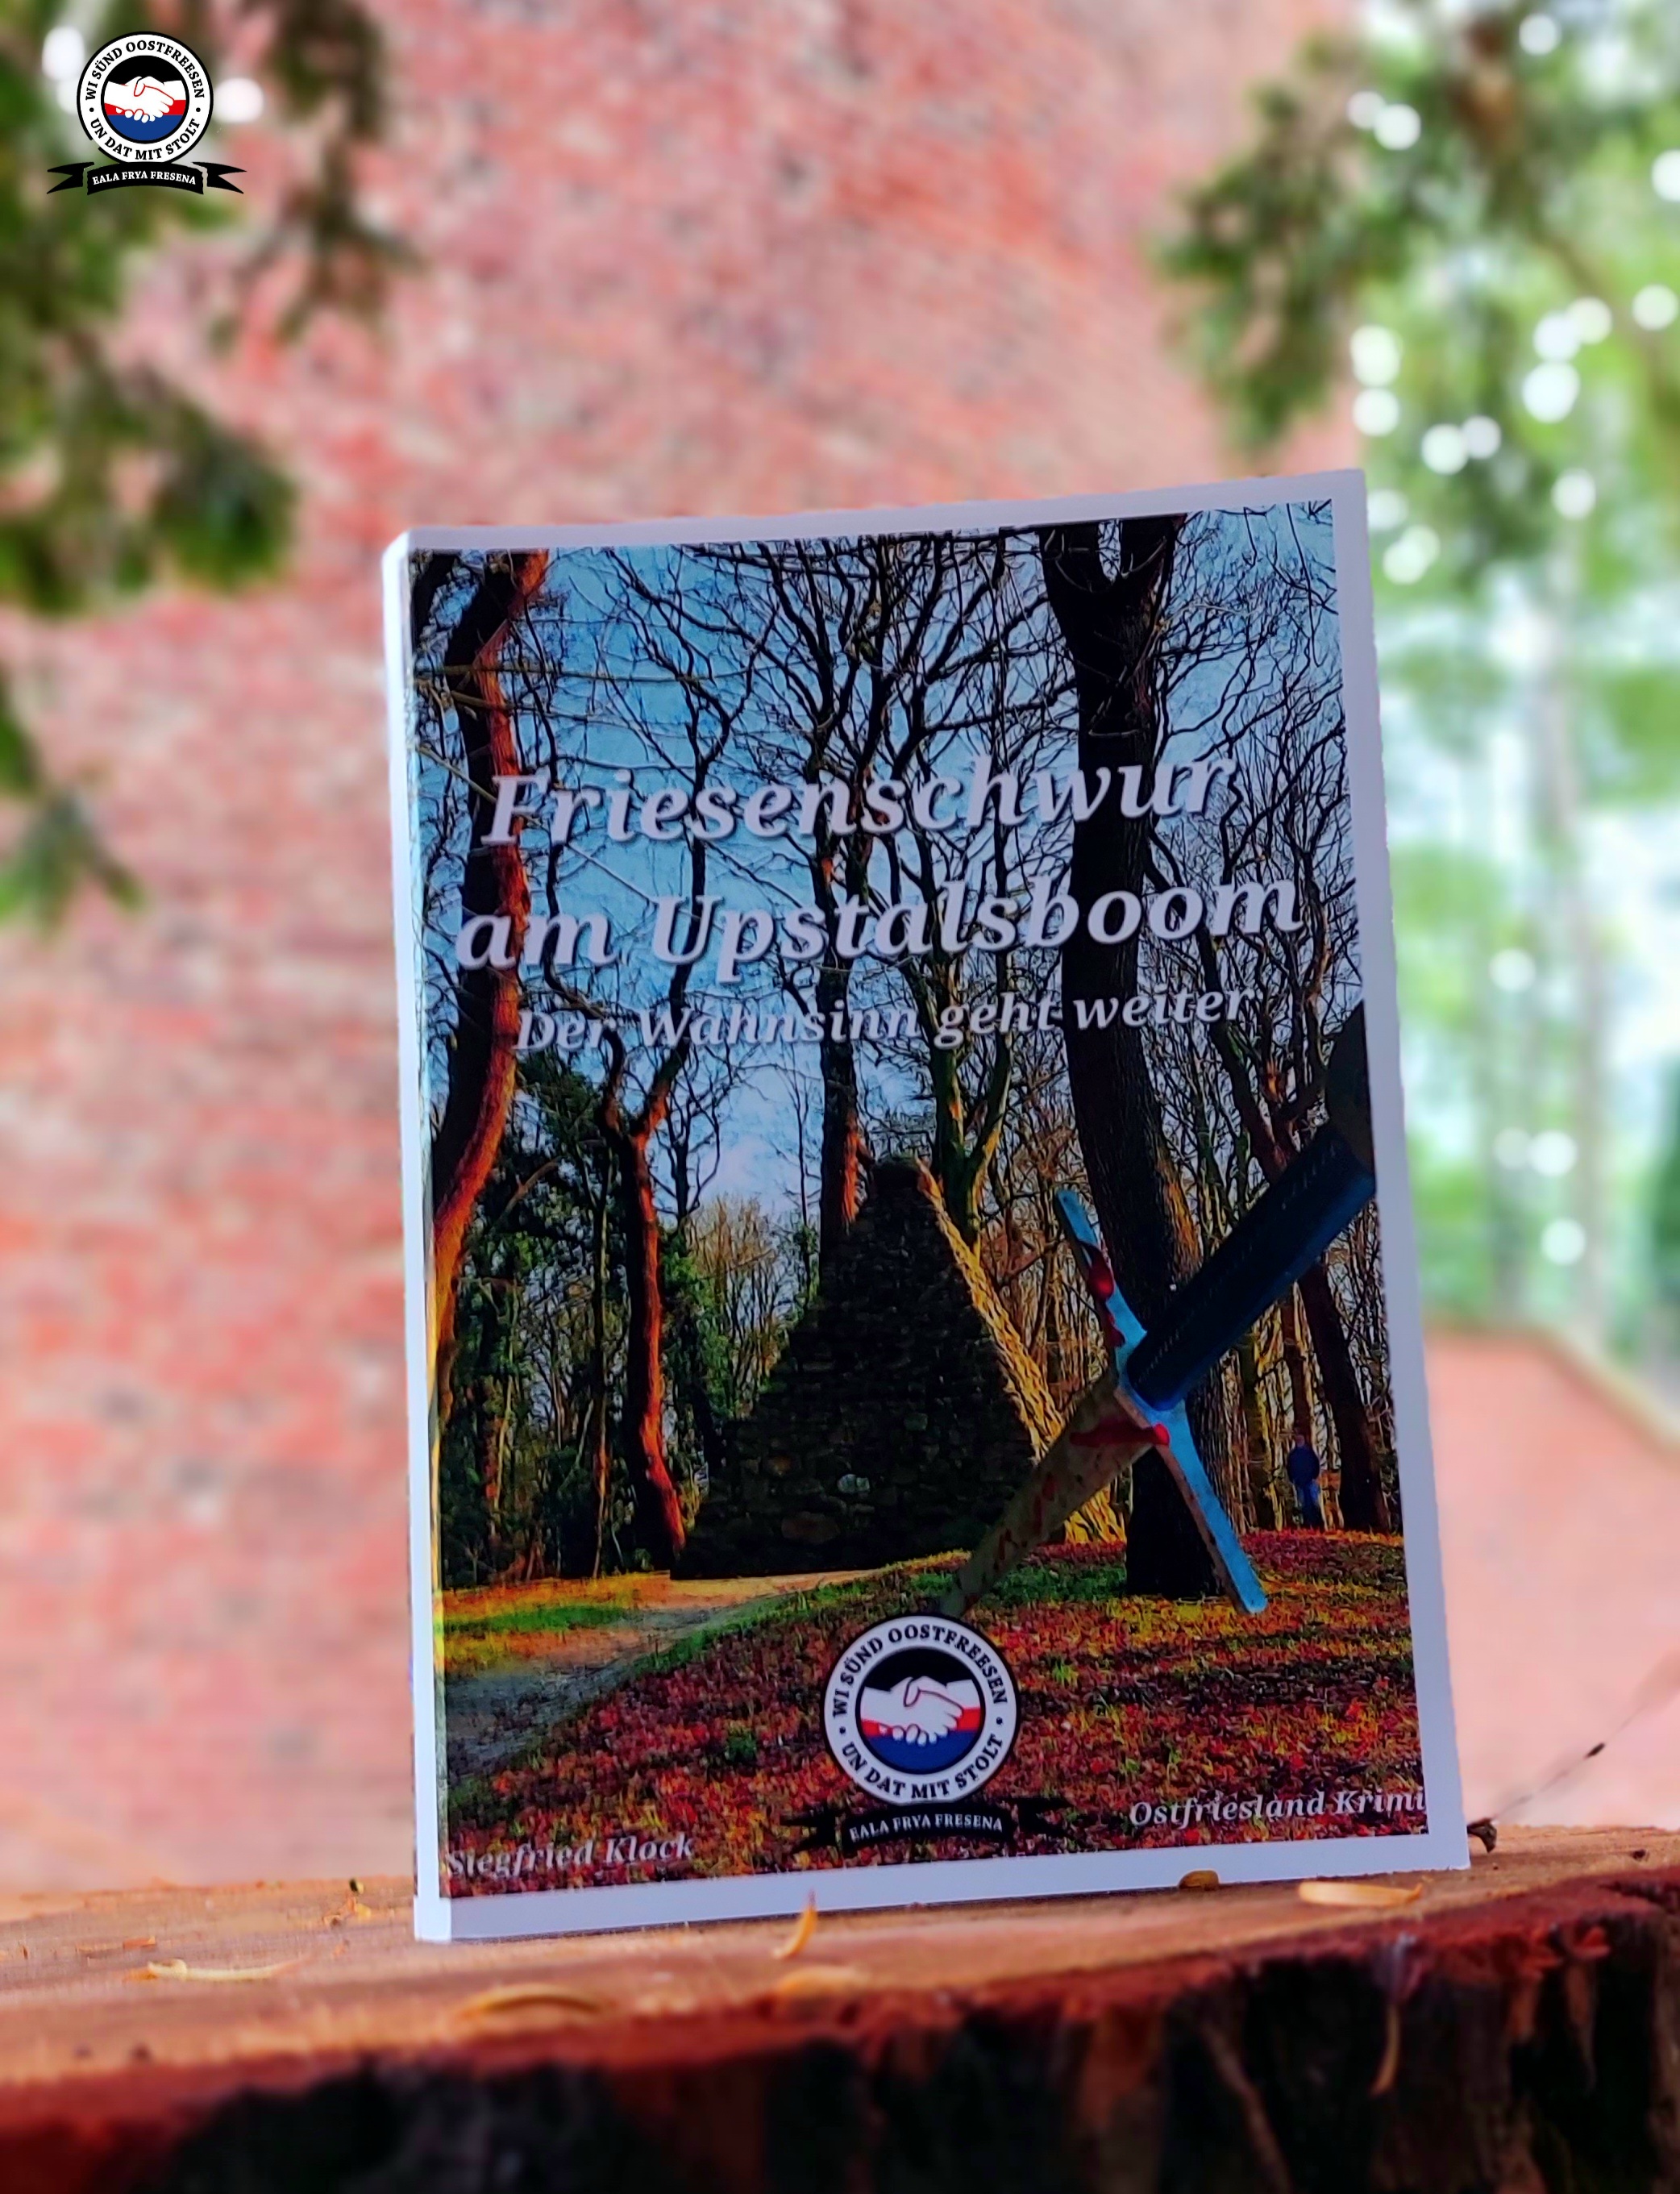 WI SÜND OOSTFREESEN
UN DAT MIT STOLT
EALA FRYA FRESENA
Friesenschwur
am Upstalsboom
Der Wahnsinn geht weiter
WI SÜND OOSTFREESEN
UN DAT MIT STOLT
EALA FRYA FRESENA
Siegfried Klock
Ostfriesland Krimi